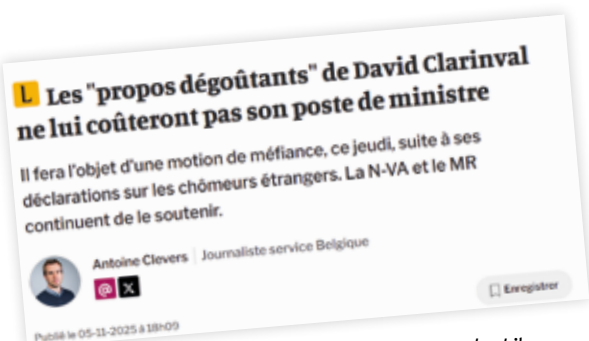 L Les "propos dégoûtants" de David Clarinval
ne lui coûteront pas son poste de ministre
Il fera l'objet d'une motion de méfiance, ce jeudi, suite à ses
déclarations sur les chômeurs étrangers. La N-VA et le MR
continuent de le soutenir.
Antoine Clevers | Journaliste service Belgique
@ X
Enregistrer
Publié le 05-11-2025 à 18h09